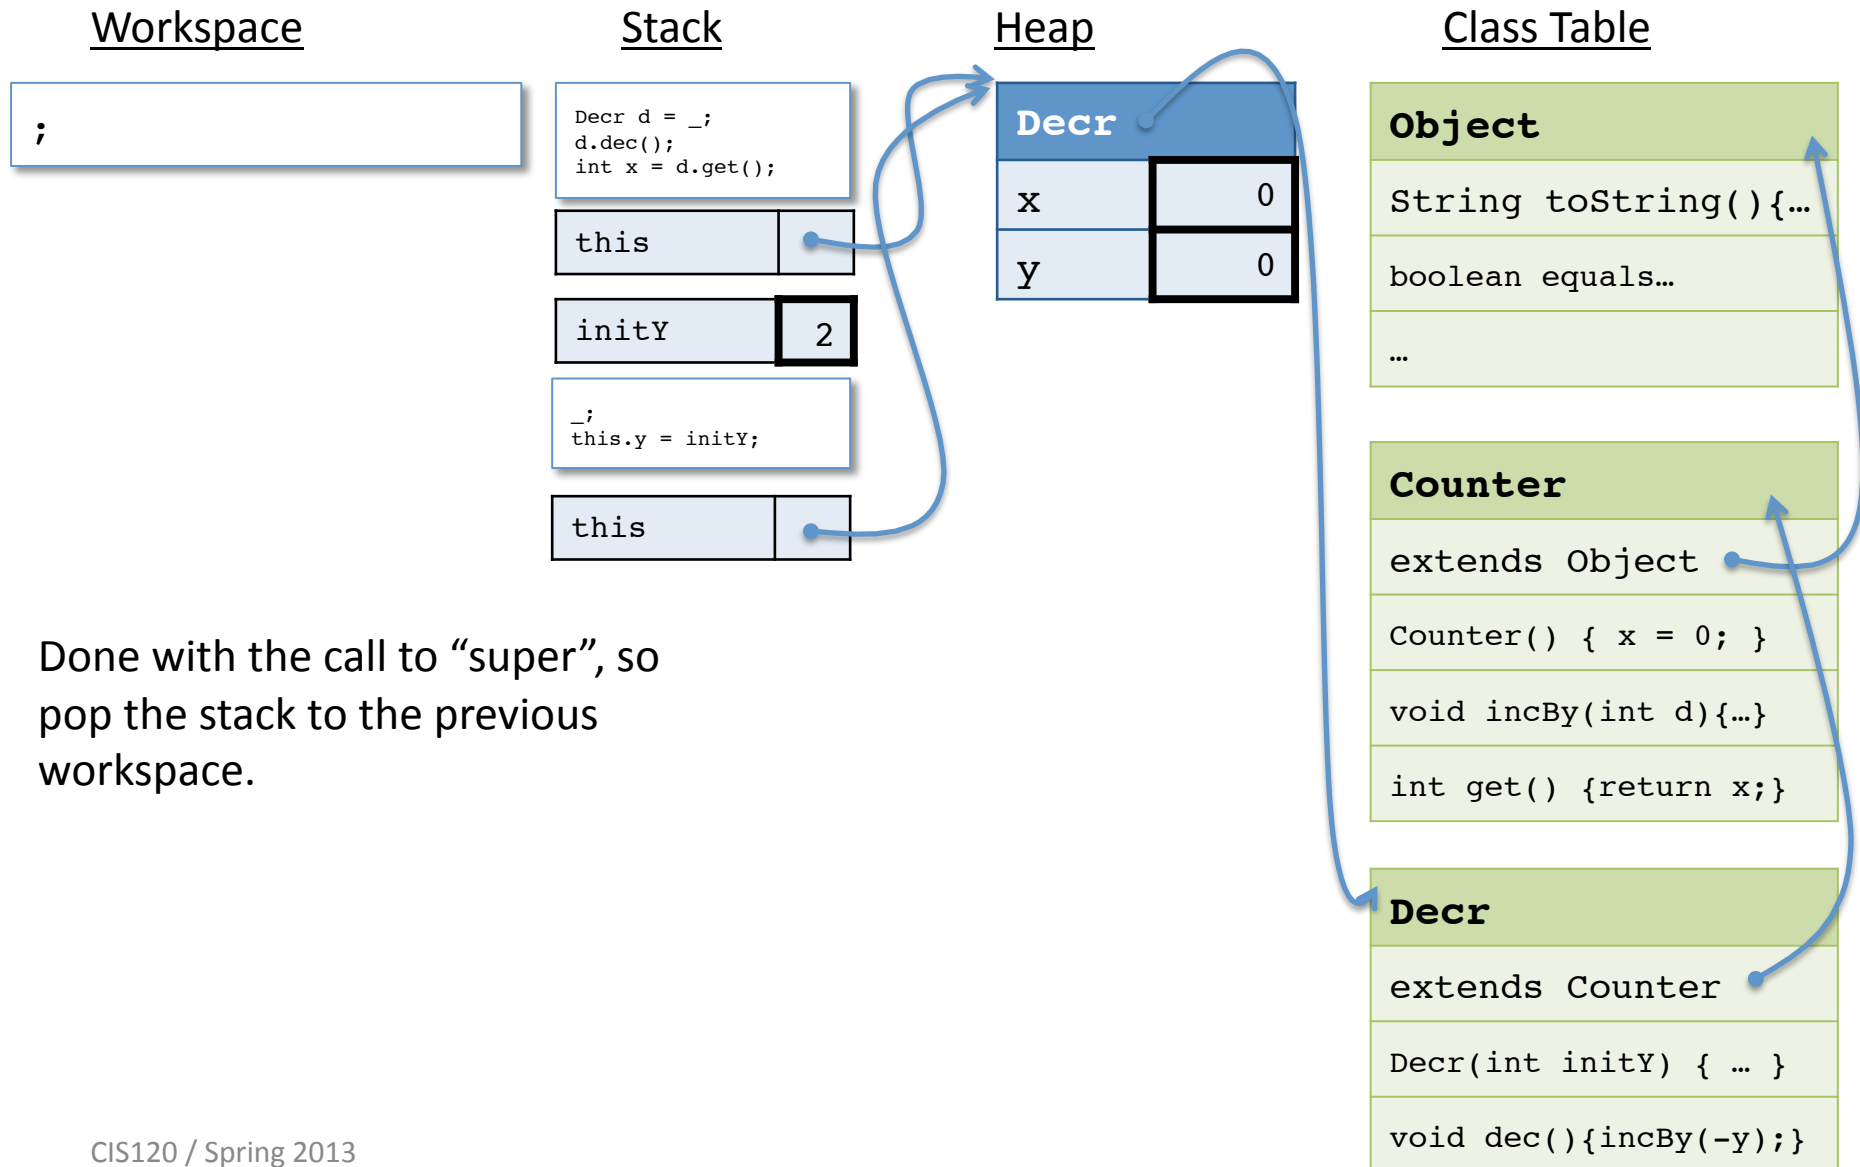 Workspace
Stack
Heap
Class Table
;
Decr d = _;
d.dec();
int x = d.get();
this
initY 2
_;
this.y = initY;
this
Decr
x 0
y 0
Object
String toString(){…
boolean equals…
…
Counter
extends Object
Counter() { x = 0; }
void incBy(int d){…}
int get() {return x;}
Decr
extends Counter
Decr(int initY) { … }
void dec(){incBy(-y);}
Done with the call to “super”, so
pop the stack to the previous
workspace.
CIS120 / Spring 2013